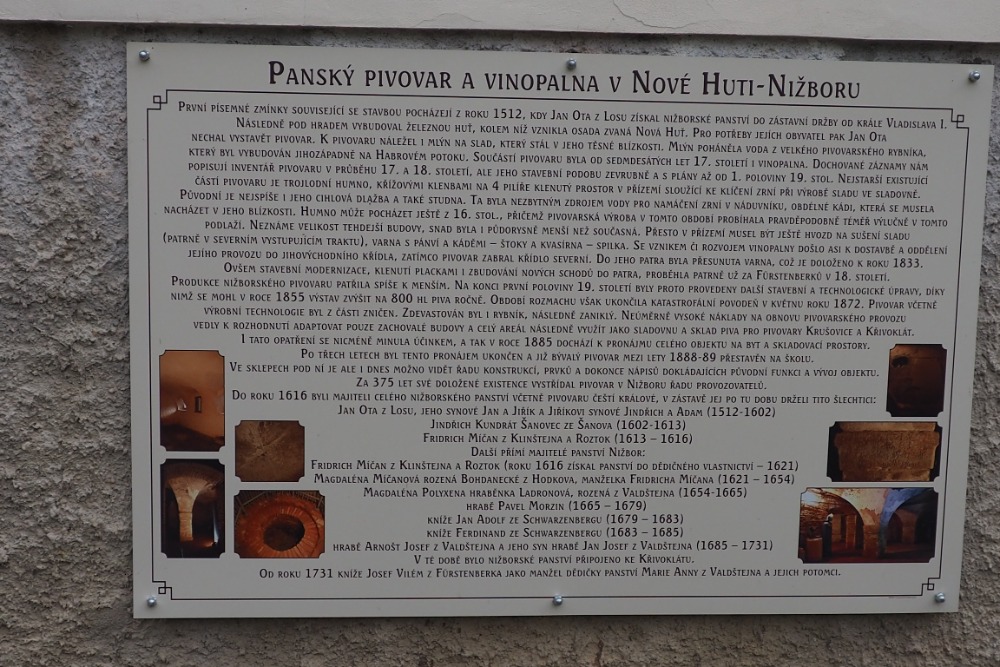 Panský pivovar a vinopalna v Nové Huti-Nižboru
První písemné zmínky související se stavbou pocházejí z roku 1512, kdy Jan Ota z Losu získal nižborské panství do zástavní držby od krále Vladislava I.
Následně pod hradem vybudoval železnou huť, kolem níž vznikla osada zvaná Nová Huť. Pro potřeby jejích obyvatel pak Jan Ota
nechal vystavět pivovar. K pivovaru náležel i mlýn na slad, který stál v jeho těsné blízkosti. Mlýn poháněla voda z velkého pivovarského rybníka,
který byl vybudován jihozápadně na Habrovém potoku. Součástí pivovaru byla od sedmdesátých let 17. století i vinopalna. Dochované záznamy nám
popisují inventář pivovaru v průběhu 17. a 18. století, ale jeho stavební podobu zevrubně a s plány až od 1. poloviny 19. stol. Nejstarší existující
částí pivovaru je trojlodní humno, křížovými klenbami na 4 pilíře klenutý prostor v přízemí sloužící ke klíčení zrní při výrobě sladu ve sladovně.
Původní je nejspíše i jeho cihlová dlažba a také studna. Ta byla nezbytným zdrojem vody pro namáčení zrní v náduvníku, obdélné kádi, která se musela
nacházet v jeho blízkosti. Humno může pocházet ještě z 16. stol., přičemž pivovarská výroba v tomto období probíhala pravděpodobně téměř výlučně v tomto
podlaží. Neznáme velikost tehdejší budovy, snad byla i půdorysně menší než současná. Přesto v přízemí musel být ještě hvozd na sušení sladu
(patrně v severním vystupujícím traktu), varna s pánví a káděmi – štoky a kvasírna – spilka. Se vznikem či rozvojem vinopalny došlo asi k dostavbě a oddělení
jejího provozu do jihovýchodního křídla, zatímco pivovar zabral křídlo severní. Do jeho patra byla přesunuta varna, což je doloženo k roku 1833.
Ovšem stavební modernizace, klenutí plackami i zbudování nových schodů do patra, proběhla patrně už za Fürstenberků v 18. století.
Produkce nižborského pivovaru patřila spíše k menším. Na konci první poloviny 19. století byly proto provedeny další stavební a technologické úpravy, díky
nimž se mohl v roce 1855 výstav zvýšit na 800 hl piva ročně. Období rozmachu však ukončila katastrofální povodeň v květnu roku 1872. Pivovar včetně
výrobní technologie byl z části zničen. Zdevastován byl i rybník, následně zaniklý. Neúměrně vysoké náklady na obnovu pivovarského provozu
vedly k rozhodnutí adaptovat pouze zachovalé budovy a celý areál následně využít jako sladovnu a sklad piva pro pivovary Krušovice a Křivoklát.
I tato opatření se nicméně minula účinkem, a tak v roce 1885 dochází k pronájmu celého objektu na byt a skladovací prostory.
Po třech letech byl tento pronájem ukončen a již bývalý pivovar mezi lety 1888-89 přestavěn na školu.
Ve sklepech pod ní je ale i dnes možno vidět řadu konstrukcí, prvků a dokonce nápisů dokládajících původní funkci a vývoj objektu.
Za 375 let své doložené existence vystřídal pivovar v Nižboru řadu provozovatelů.
Do roku 1616 byli majiteli celého nižborského panství včetně pivovaru čeští králové, v zástavě jej po tu dobu drželi tito šlechtici:
Jan Ota z Losu, jeho synové Jan a Jiřík a Jiříkovi synové Jindřich a Adam (1512-1602)
Jindřich Kundrát Šanovec ze Šanova (1602-1613)
Fridrich Míčan z Klinštejna a Roztok (1613 – 1616)
Další přímí majitelé panství Nižbor:
Fridrich Míčan z Klinštejna a Roztok (roku 1616 získal panství do dědičného vlastnictví – 1621)
Magdaléna Míčanová rozená Bohdanecké z Hodkova, manželka Fridricha Míčana (1621 – 1654)
Magdaléna Polyxena hraběnka Ladronová, rozená z Valdštejna (1654-1665)
hrabě Pavel Morzin (1665 – 1679)
kníže Jan Adolf ze Schwarzenbergu (1679 – 1683)
kníže Ferdinand ze Schwarzenbergu (1683 – 1685)
hrabě Arnošt Josef z Valdštejna a jeho syn hrabě Jan Josef z Valdštejna (1685 – 1731)
V té době bylo nižborské panství připojeno ke Křivoklátu.
Od roku 1731 kníže Josef Vilém z Fürstenberka jako manžel dědičky panství Marie Anny z Valdštejna a jejich potomci.